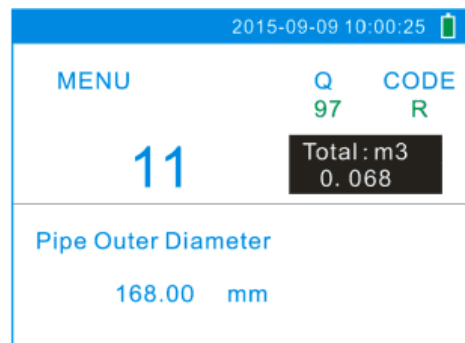 2015-09-09 10:00:25
MENU Q CODE
97 R
11 Total:m3
0.068
Pipe Outer Diameter
168.00 mm